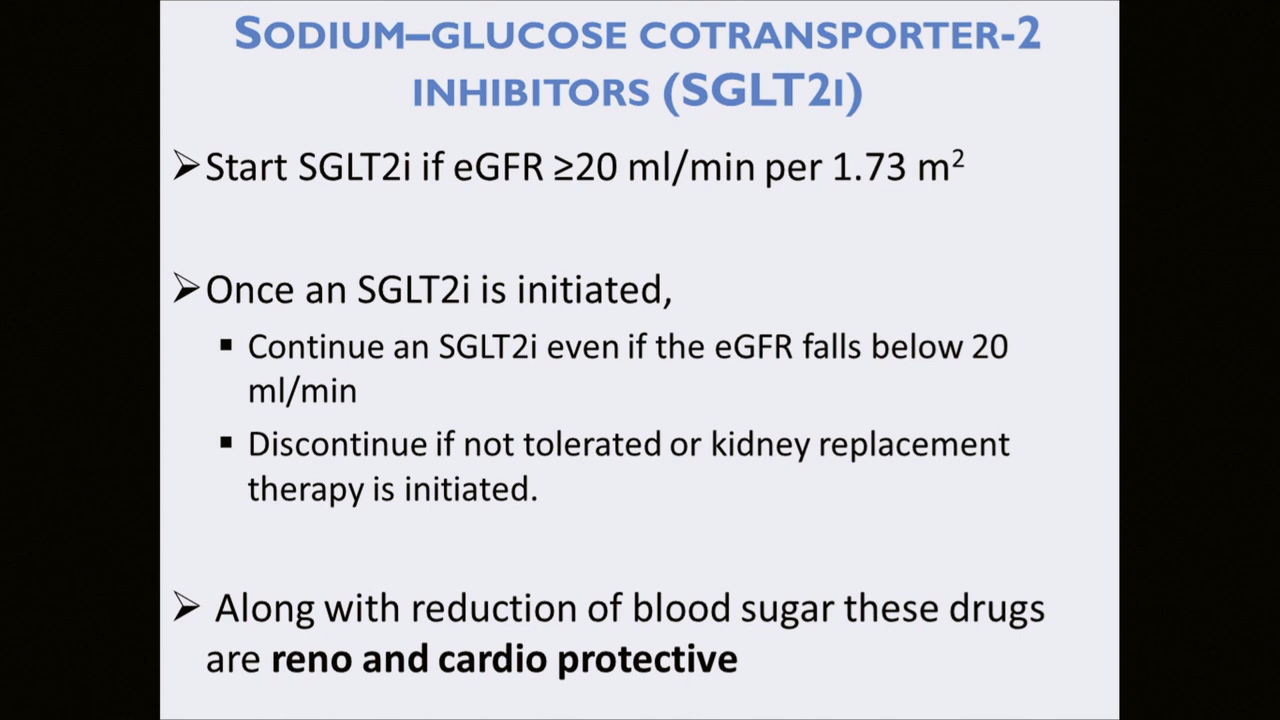 SODIUM–GLUCOSE COTRANSPORTER-2
INHIBITORS (SGLT2I)
➢Start SGLT2i if eGFR ≥20 ml/min per 1.73 m²
➢Once an SGLT2i is initiated,
▪ Continue an SGLT2i even if the eGFR falls below 20
ml/min
▪ Discontinue if not tolerated or kidney replacement
therapy is initiated.
➢ Along with reduction of blood sugar these drugs
are reno and cardio protective